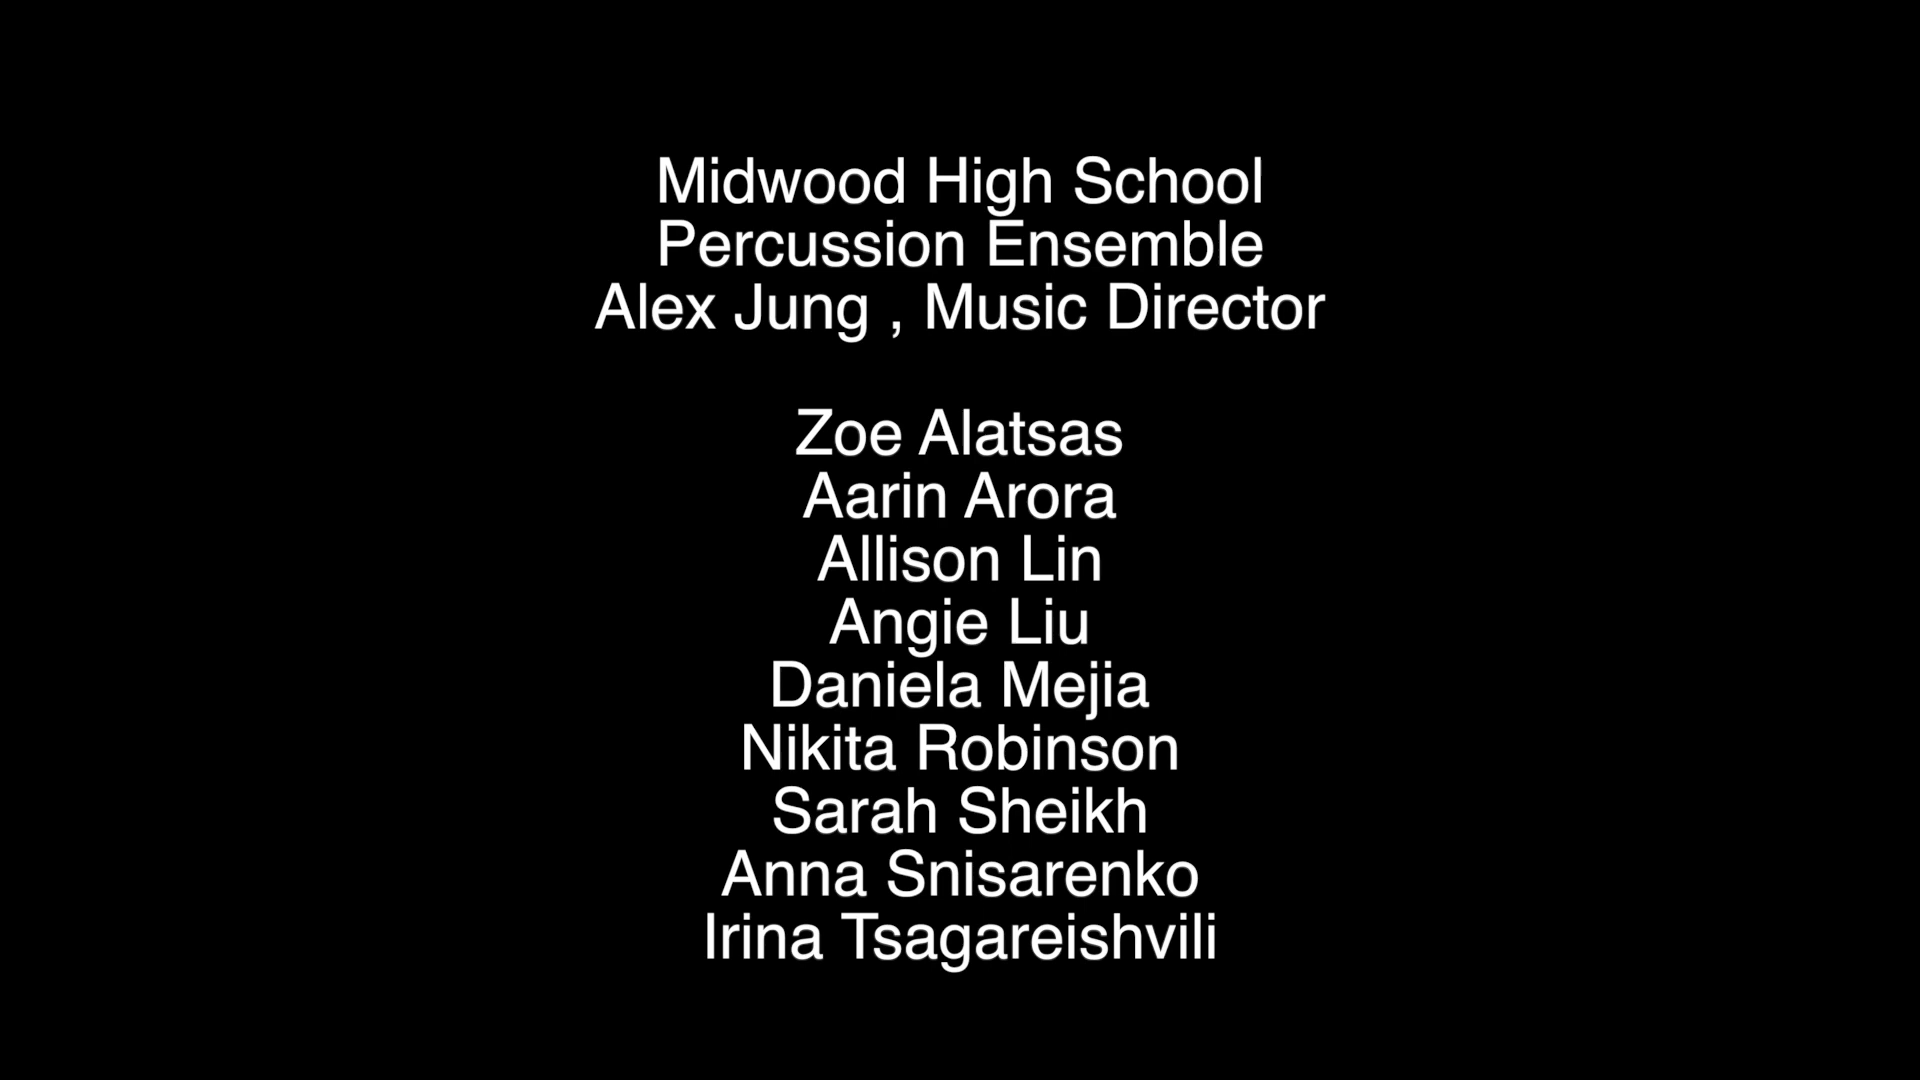 Midwood High School
Percussion Ensemble
Alex Jung , Music Director
Zoe Alatsas
Aarin Arora
Allison Lin
Angie Liu
Daniela Mejia
Nikita Robinson
Sarah Sheikh
Anna Snisarenko
Irina Tsagareishvili